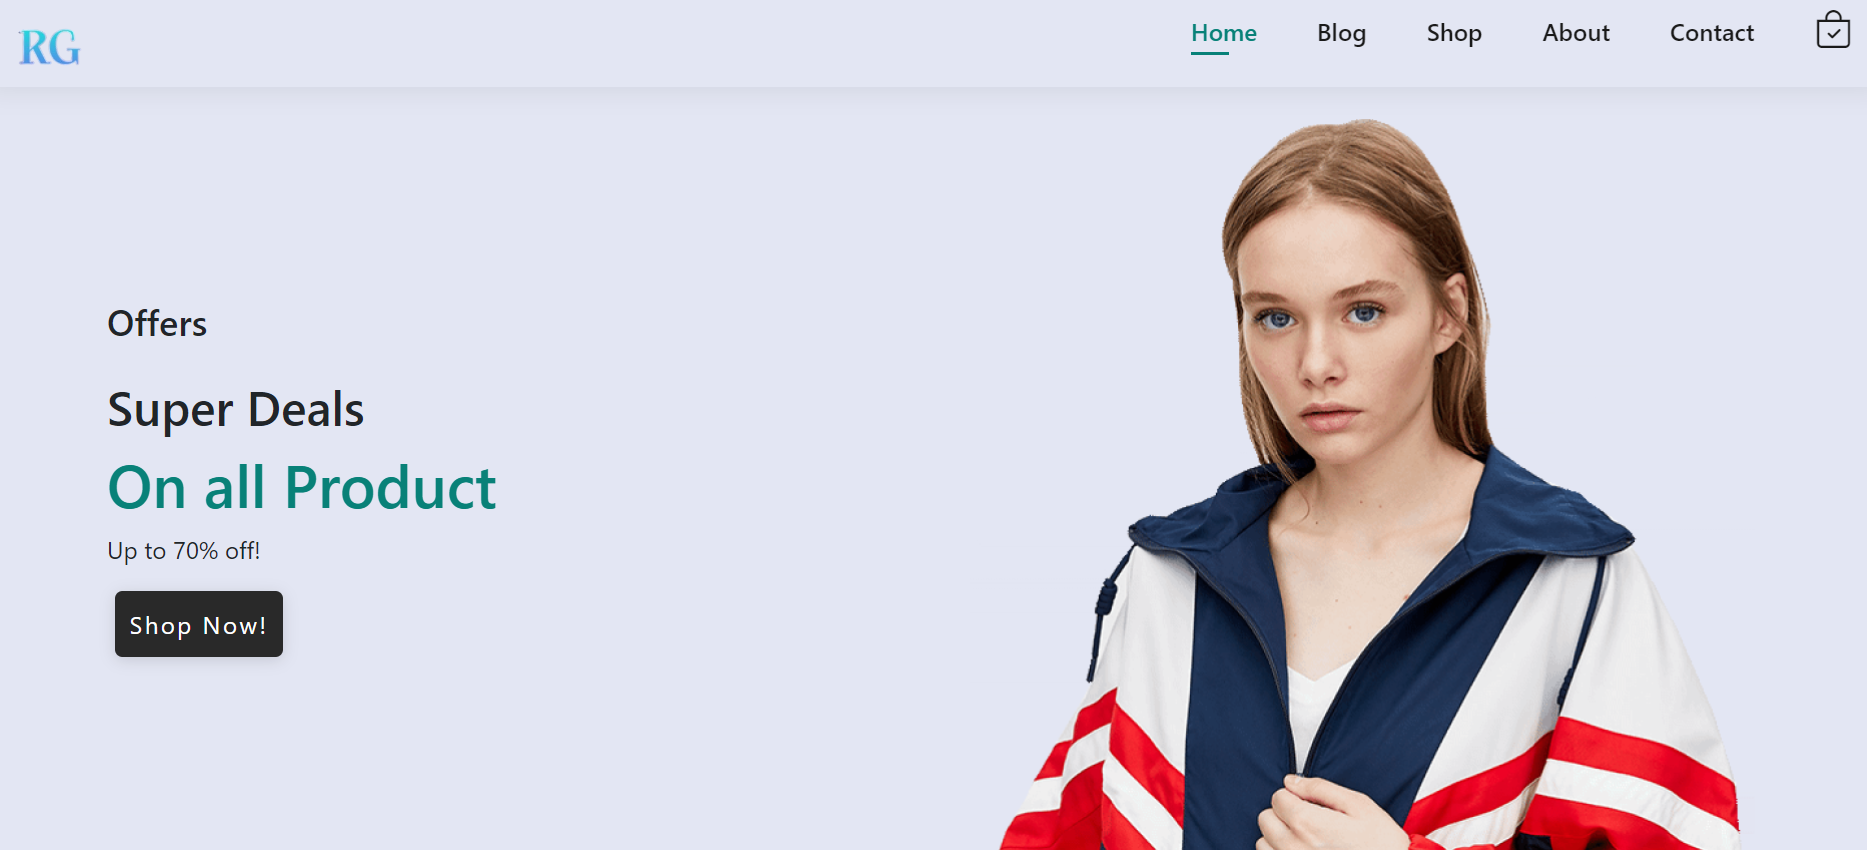 RG
Home Blog Shop About Contact
Offers
Super Deals
On all Product
Up to 70% off!
Shop Now!